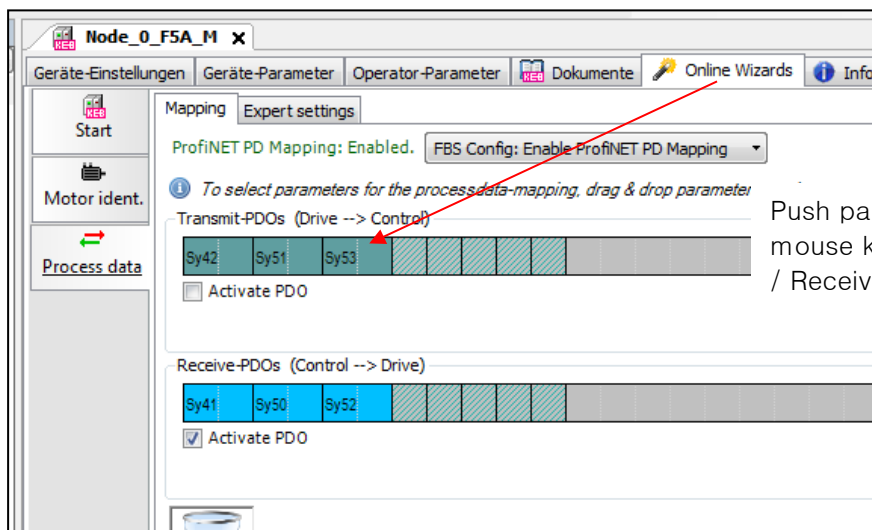 Node_0_F5A_M x
Geräte-Einstellungen Geräte-Parameter Operator-Parameter KEB Dokumente Online Wizards Info
KEB
Start
Motor ident.
Process data
Mapping Expert settings
ProfiNET PD Mapping: Enabled. FBS Config: Enable ProfiNET PD Mapping
To select parameters for the processdata-mapping, drag & drop parameter
Transmit-PDOs (Drive --> Control)
Sy42 Sy51 Sy53
Activate PDO
Push pa
mouse k
/ Receiv
Receive-PDOs (Control --> Drive)
Sy41 Sy50 Sy52
Activate PDO